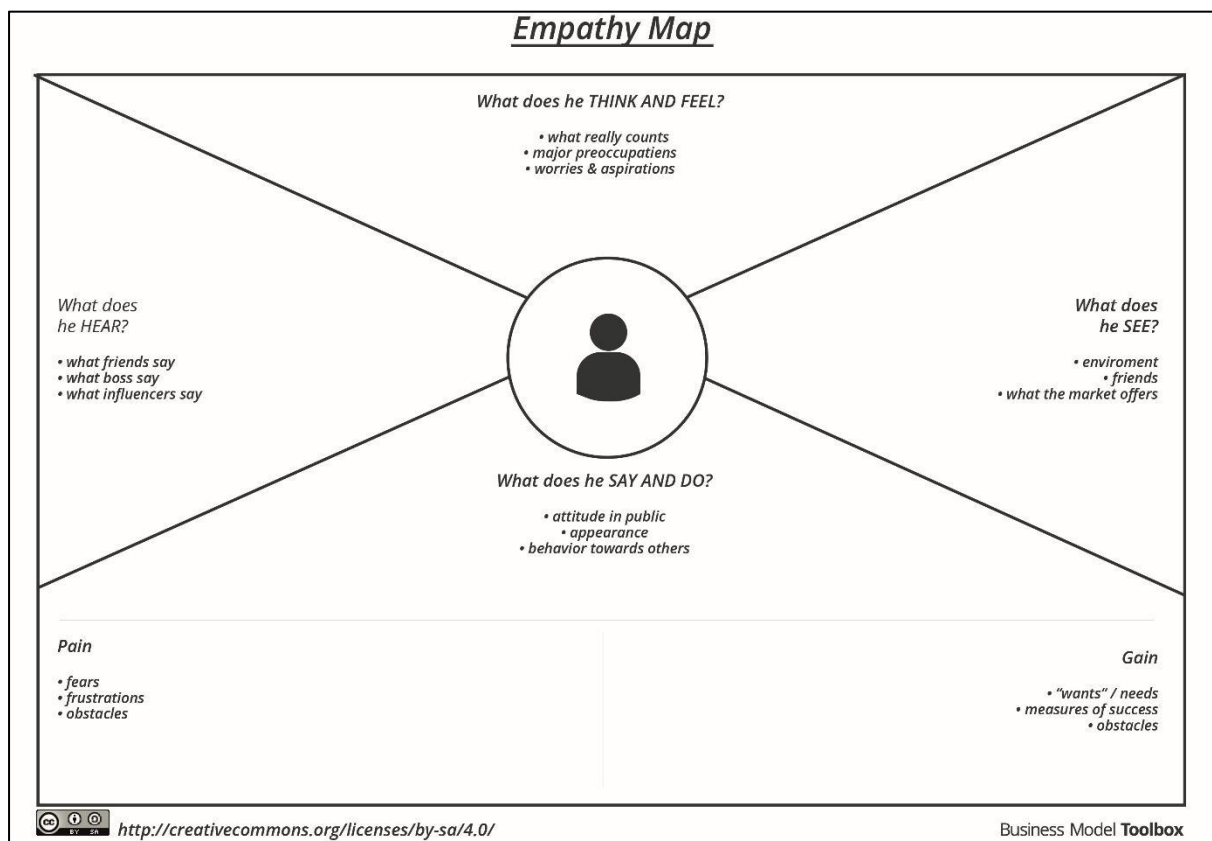 Empathy Map
What does he THINK AND FEEL?
• what really counts
• major preoccupatiens
• worries & aspirations
What does
he HEAR?
• what friends say
• what boss say
• what influencers say
What does
he SEE?
• enviroment
• friends
• what the market offers
What does he SAY AND DO?
• attitude in public
• appearance
• behavior towards others
Pain
• fears
• frustrations
• obstacles
Gain
• “wants” / needs
• measures of success
• obstacles
cc BY SA
http://creativecommons.org/licenses/by-sa/4.0/
Business Model Toolbox